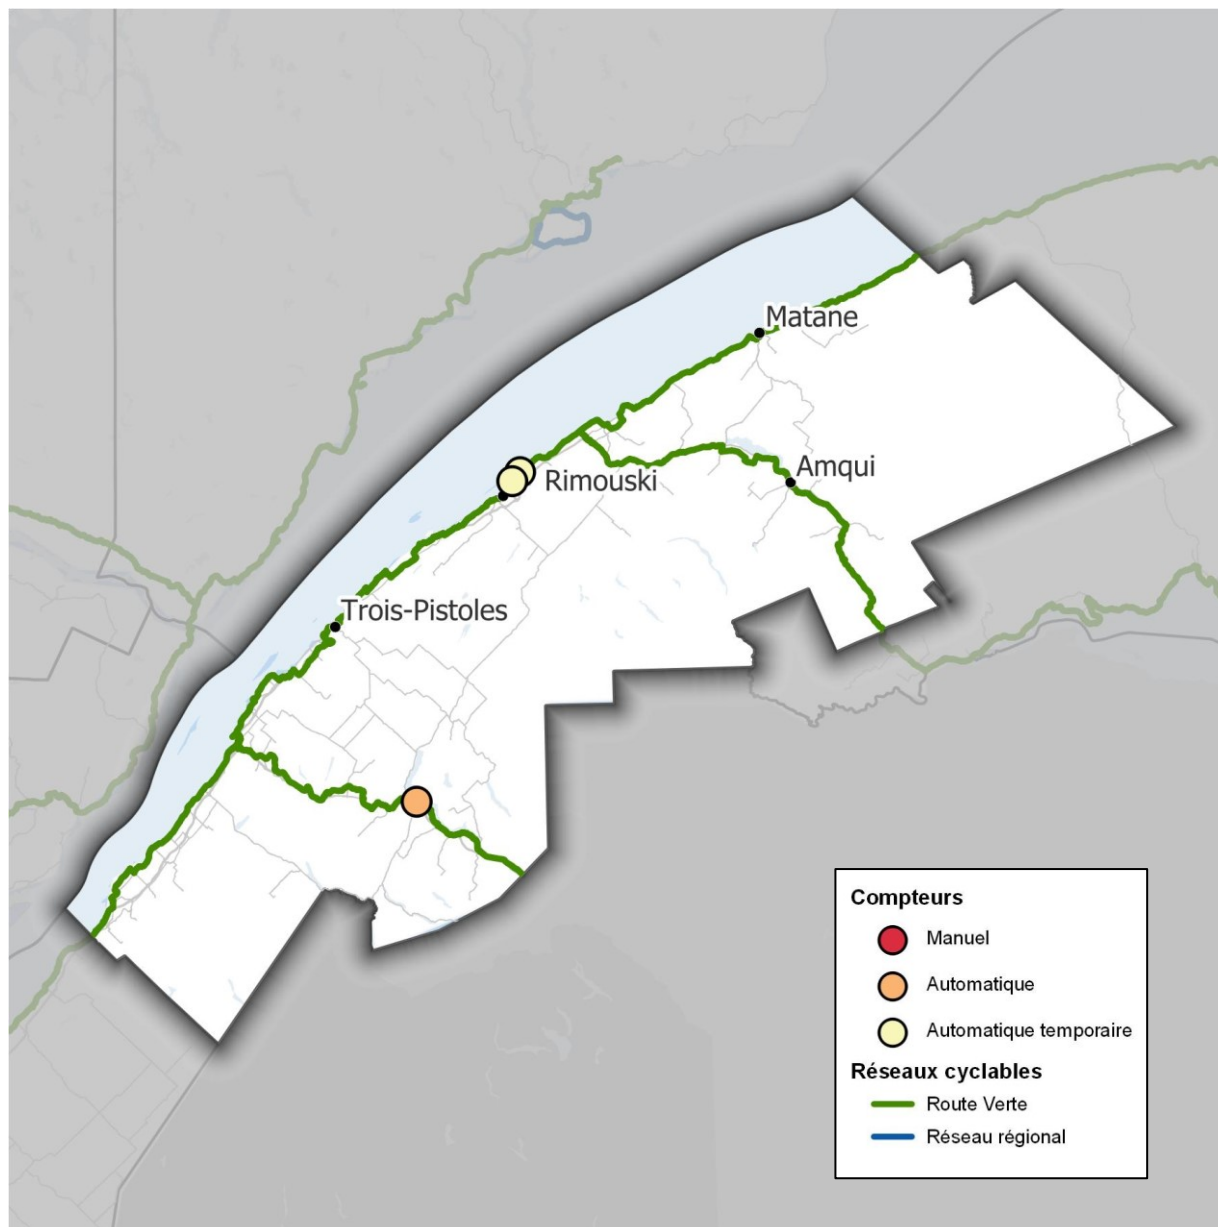 Matane
Amqui
Rimouski
Trois-Pistoles
Compteurs
Manuel
Automatique
Automatique temporaire
Réseaux cyclables
Route Verte
Réseau régional